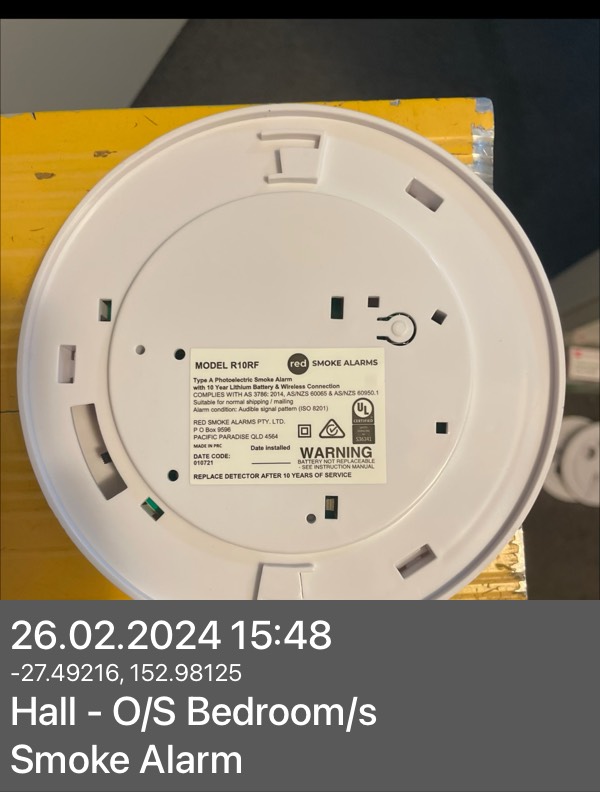 MODEL R10RF
red SMOKE ALARMS
Type A Photoelectric Smoke Alarm
with 10 Year Lithium Battery & Wireless Connection
COMPLIES WITH AS 3786: 2014, AS/NZS 60065 & AS/NZS 60950.1
Suitable for normal shipping / mailing
Alarm condition: Audible signal pattern (ISO 8201)
RED SMOKE ALARMS PTY. LTD.
P O Box 9596
PACIFIC PARADISE QLD 4564
MADE IN PRC
DATE CODE:
010721
Date installed
UL
CERTIFIED
WARNING
BATTERY NOT REPLACEABLE
- SEE INSTRUCTION MANUAL
REPLACE DETECTOR AFTER 10 YEARS OF SERVICE
26.02.2024 15:48
-27.49216, 152.98125
Hall - O/S Bedroom/s
Smoke Alarm